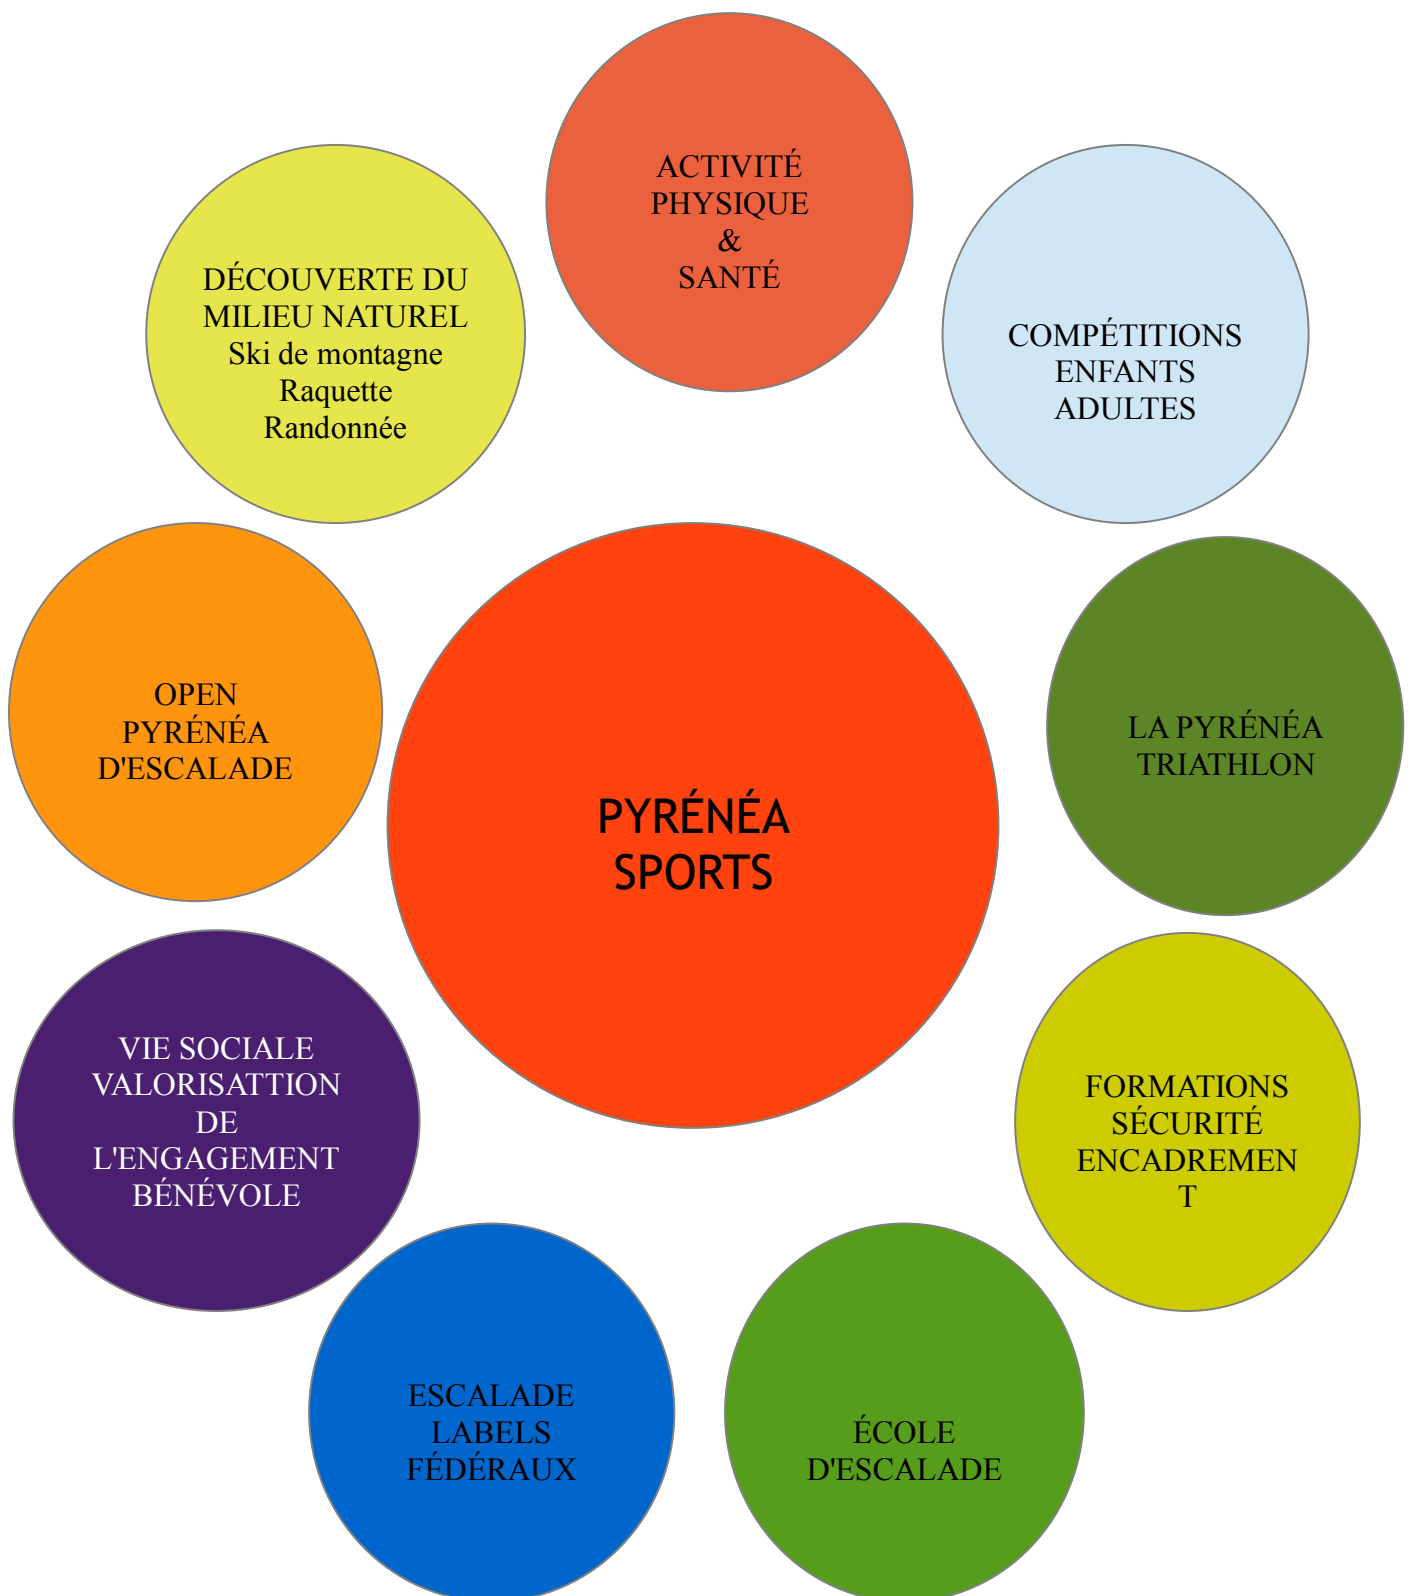 ACTIVITÉ
PHYSIQUE
&
SANTÉ
DÉCOUVERTE DU
MILIEU NATUREL
Ski de montagne
Raquette
Randonnée
COMPÉTITIONS
ENFANTS
ADULTES
OPEN
PYRÉNÉA
D'ESCALADE
LA PYRÉNÉA
TRIATHLON
PYRÉNÉA
SPORTS
VIE SOCIALE
VALORISATTION
DE
L'ENGAGEMENT
BÉNÉVOLE
FORMATIONS
SÉCURITÉ
ENCADREMEN
T
ESCALADE
LABELS
FÉDÉRAUX
ÉCOLE
D'ESCALADE